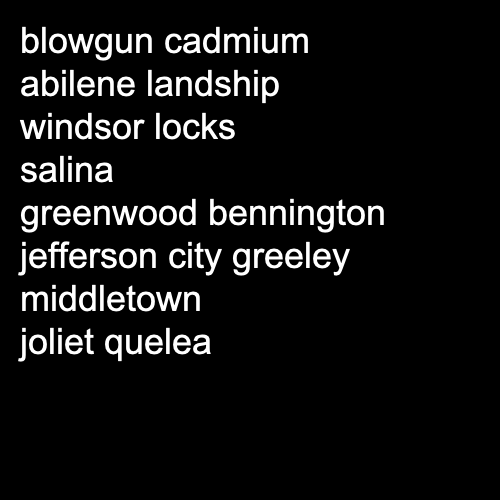 blowgun cadmium
abilene landship
windsor locks
salina
greenwood bennington
jefferson city greeley
middletown
joliet quelea